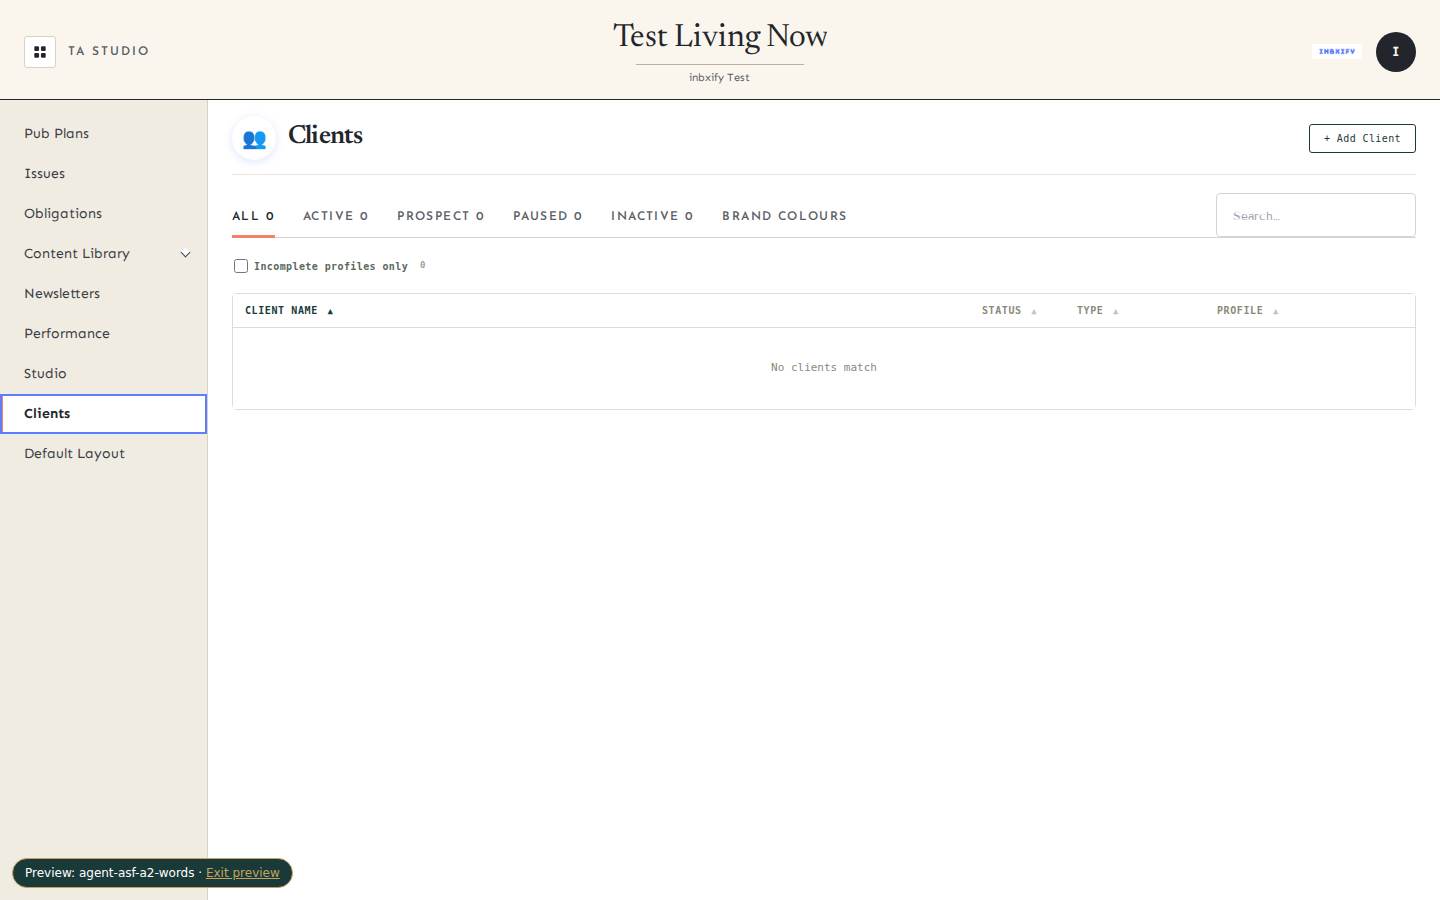 TA STUDIO
Test Living Now
inbxify Test
INBXIFY
I
Pub Plans
Issues
Obligations
Content Library
Newsletters
Performance
Studio
Clients
Default Layout
Clients
+ Add Client
ALL 0
ACTIVE 0
PROSPECT 0
PAUSED 0
INACTIVE 0
BRAND COLOURS
Search...
Incomplete profiles only 0
CLIENT NAME ▲
STATUS ▲
TYPE ▲
PROFILE ▲
No clients match
Preview: agent-asf-a2-words · Exit preview